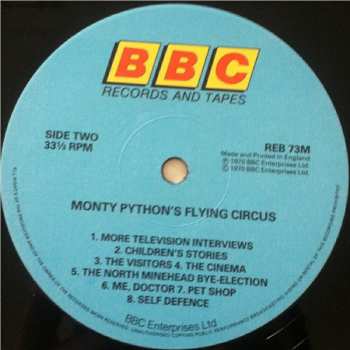 BBC
RECORDS AND TAPES
SIDE TWO
33⅓ RPM
REB 73M
Made and Printed in England
℗ 1970 BBC Enterprises Ltd.
© 1970 BBC Enterprises Ltd.
MONTY PYTHON'S FLYING CIRCUS
1. MORE TELEVISION INTERVIEWS
2. CHILDREN'S STORIES
3. THE VISITORS 4. THE CINEMA
5. THE NORTH MINEHEAD BYE-ELECTION
6. ME, DOCTOR 7. PET SHOP
8. SELF DEFENCE
BBC Enterprises Ltd